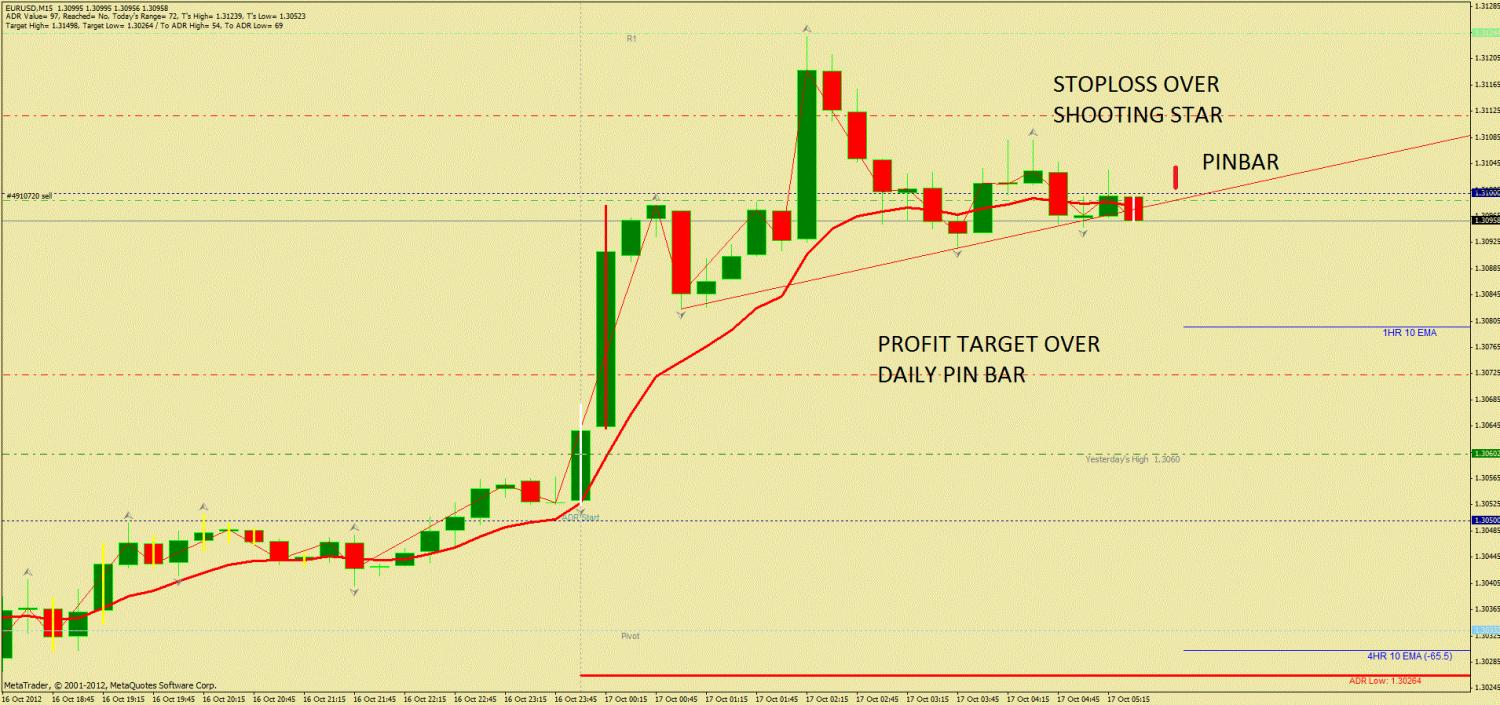 EURUSD,M15 1.30995 1.30995 1.30956 1.30958
ADR Value= 97, Reached= No, Today's Range= 72, T's High= 1.31239, T's Low= 1.30523
Target High= 1.31498, Target Low= 1.30264 / To ADR High= 54, To ADR Low= 69
R1
STOPLOSS OVER
SHOOTING STAR
PINBAR
#4910720 sell
1HR 10 EMA
PROFIT TARGET OVER
DAILY PIN BAR
Yesterday's High 1.3060
ADR Start
Pivot
4HR 10 EMA (-65.5)
ADR Low: 1.30264
MetaTrader, © 2001-2012, MetaQuotes Software Corp.
1.31285
1.31205
1.31165
1.31125
1.31085
1.31045
1.31000
1.30958
1.30925
1.30885
1.30845
1.30805
1.30765
1.30725
1.30685
1.30645
1.30602
1.30565
1.30525
1.30500
1.30485
1.30445
1.30405
1.30365
1.30325
1.30285
1.30245
16 Oct 2012 16 Oct 18:45 16 Oct 19:15 16 Oct 19:45 16 Oct 20:15 16 Oct 20:45 16 Oct 21:15 16 Oct 21:45 16 Oct 22:15 16 Oct 22:45 16 Oct 23:15 16 Oct 23:45 17 Oct 00:15 17 Oct 00:45 17 Oct 01:15 17 Oct 01:45 17 Oct 02:15 17 Oct 02:45 17 Oct 03:15 17 Oct 03:45 17 Oct 04:15 17 Oct 04:45 17 Oct 05:15